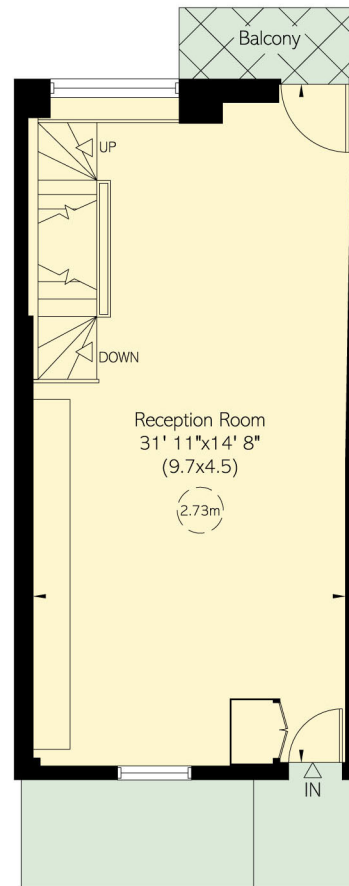 Balcony
UP
DOWN
Reception Room
31' 11"x14' 8"
(9.7x4.5)
2.73m
IN